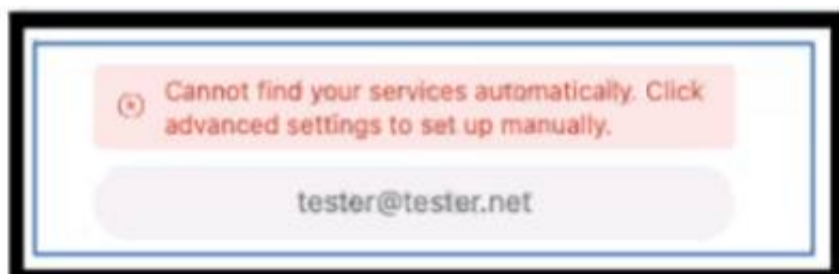 Cannot find your services automatically. Click
advanced settings to set up manually.
tester@tester.net